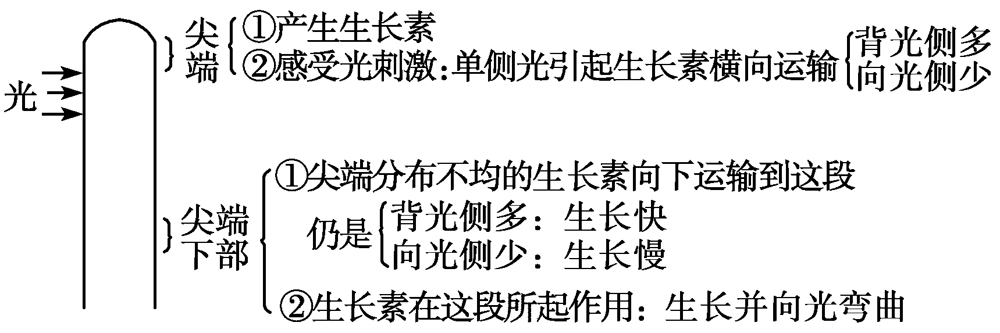 光
尖端
①产生生长素
②感受光刺激:单侧光引起生长素横向运输
背光侧多
向光侧少
尖端下部
①尖端分布不均的生长素向下运输到这段
仍是
背光侧多：生长快
向光侧少：生长慢
②生长素在这段所起作用：生长并向光弯曲